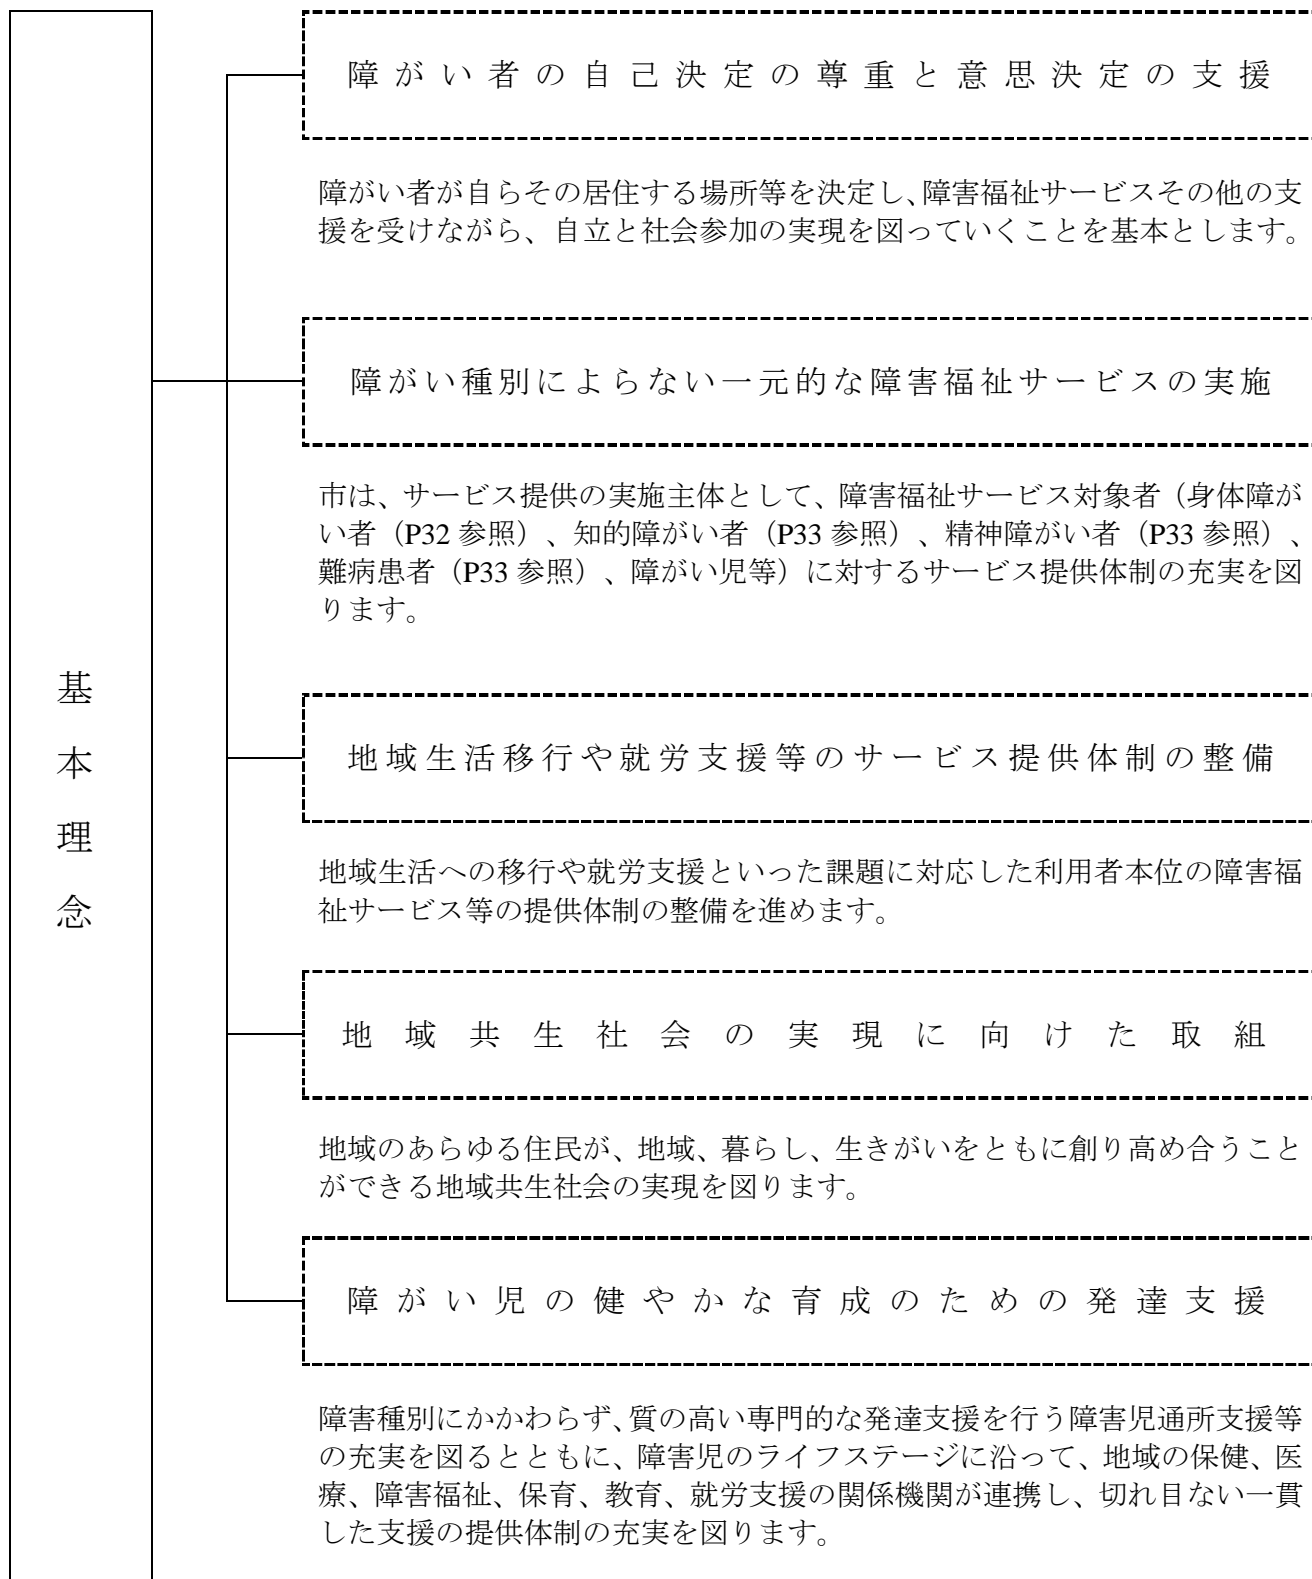 基本理念
障がい者の自己決定の尊重と意思決定の支援
障がい者が自らその居住する場所等を決定し、障害福祉サービスその他の支
援を受けながら、自立と社会参加の実現を図っていくことを基本とします。
障がい種別によらない一元的な障害福祉サービスの実施
市は、サービス提供の実施主体として、障害福祉サービス対象者（身体障が
い者（P32 参照）、知的障がい者（P33 参照）、精神障がい者（P33 参照）、
難病患者（P33 参照）、障がい児等）に対するサービス提供体制の充実を図
ります。
地域生活移行や就労支援等のサービス提供体制の整備
地域生活への移行や就労支援といった課題に対応した利用者本位の障害福
祉サービス等の提供体制の整備を進めます。
地域共生社会の実現に向けた取組
地域のあらゆる住民が、地域、暮らし、生きがいをともに創り高め合うこと
ができる地域共生社会の実現を図ります。
障がい児の健やかな育成のための発達支援
障害種別にかかわらず、質の高い専門的な発達支援を行う障害児通所支援等
の充実を図るとともに、障害児のライフステージに沿って、地域の保健、医
療、障害福祉、保育、教育、就労支援の関係機関が連携し、切れ目ない一貫
した支援の提供体制の充実を図ります。